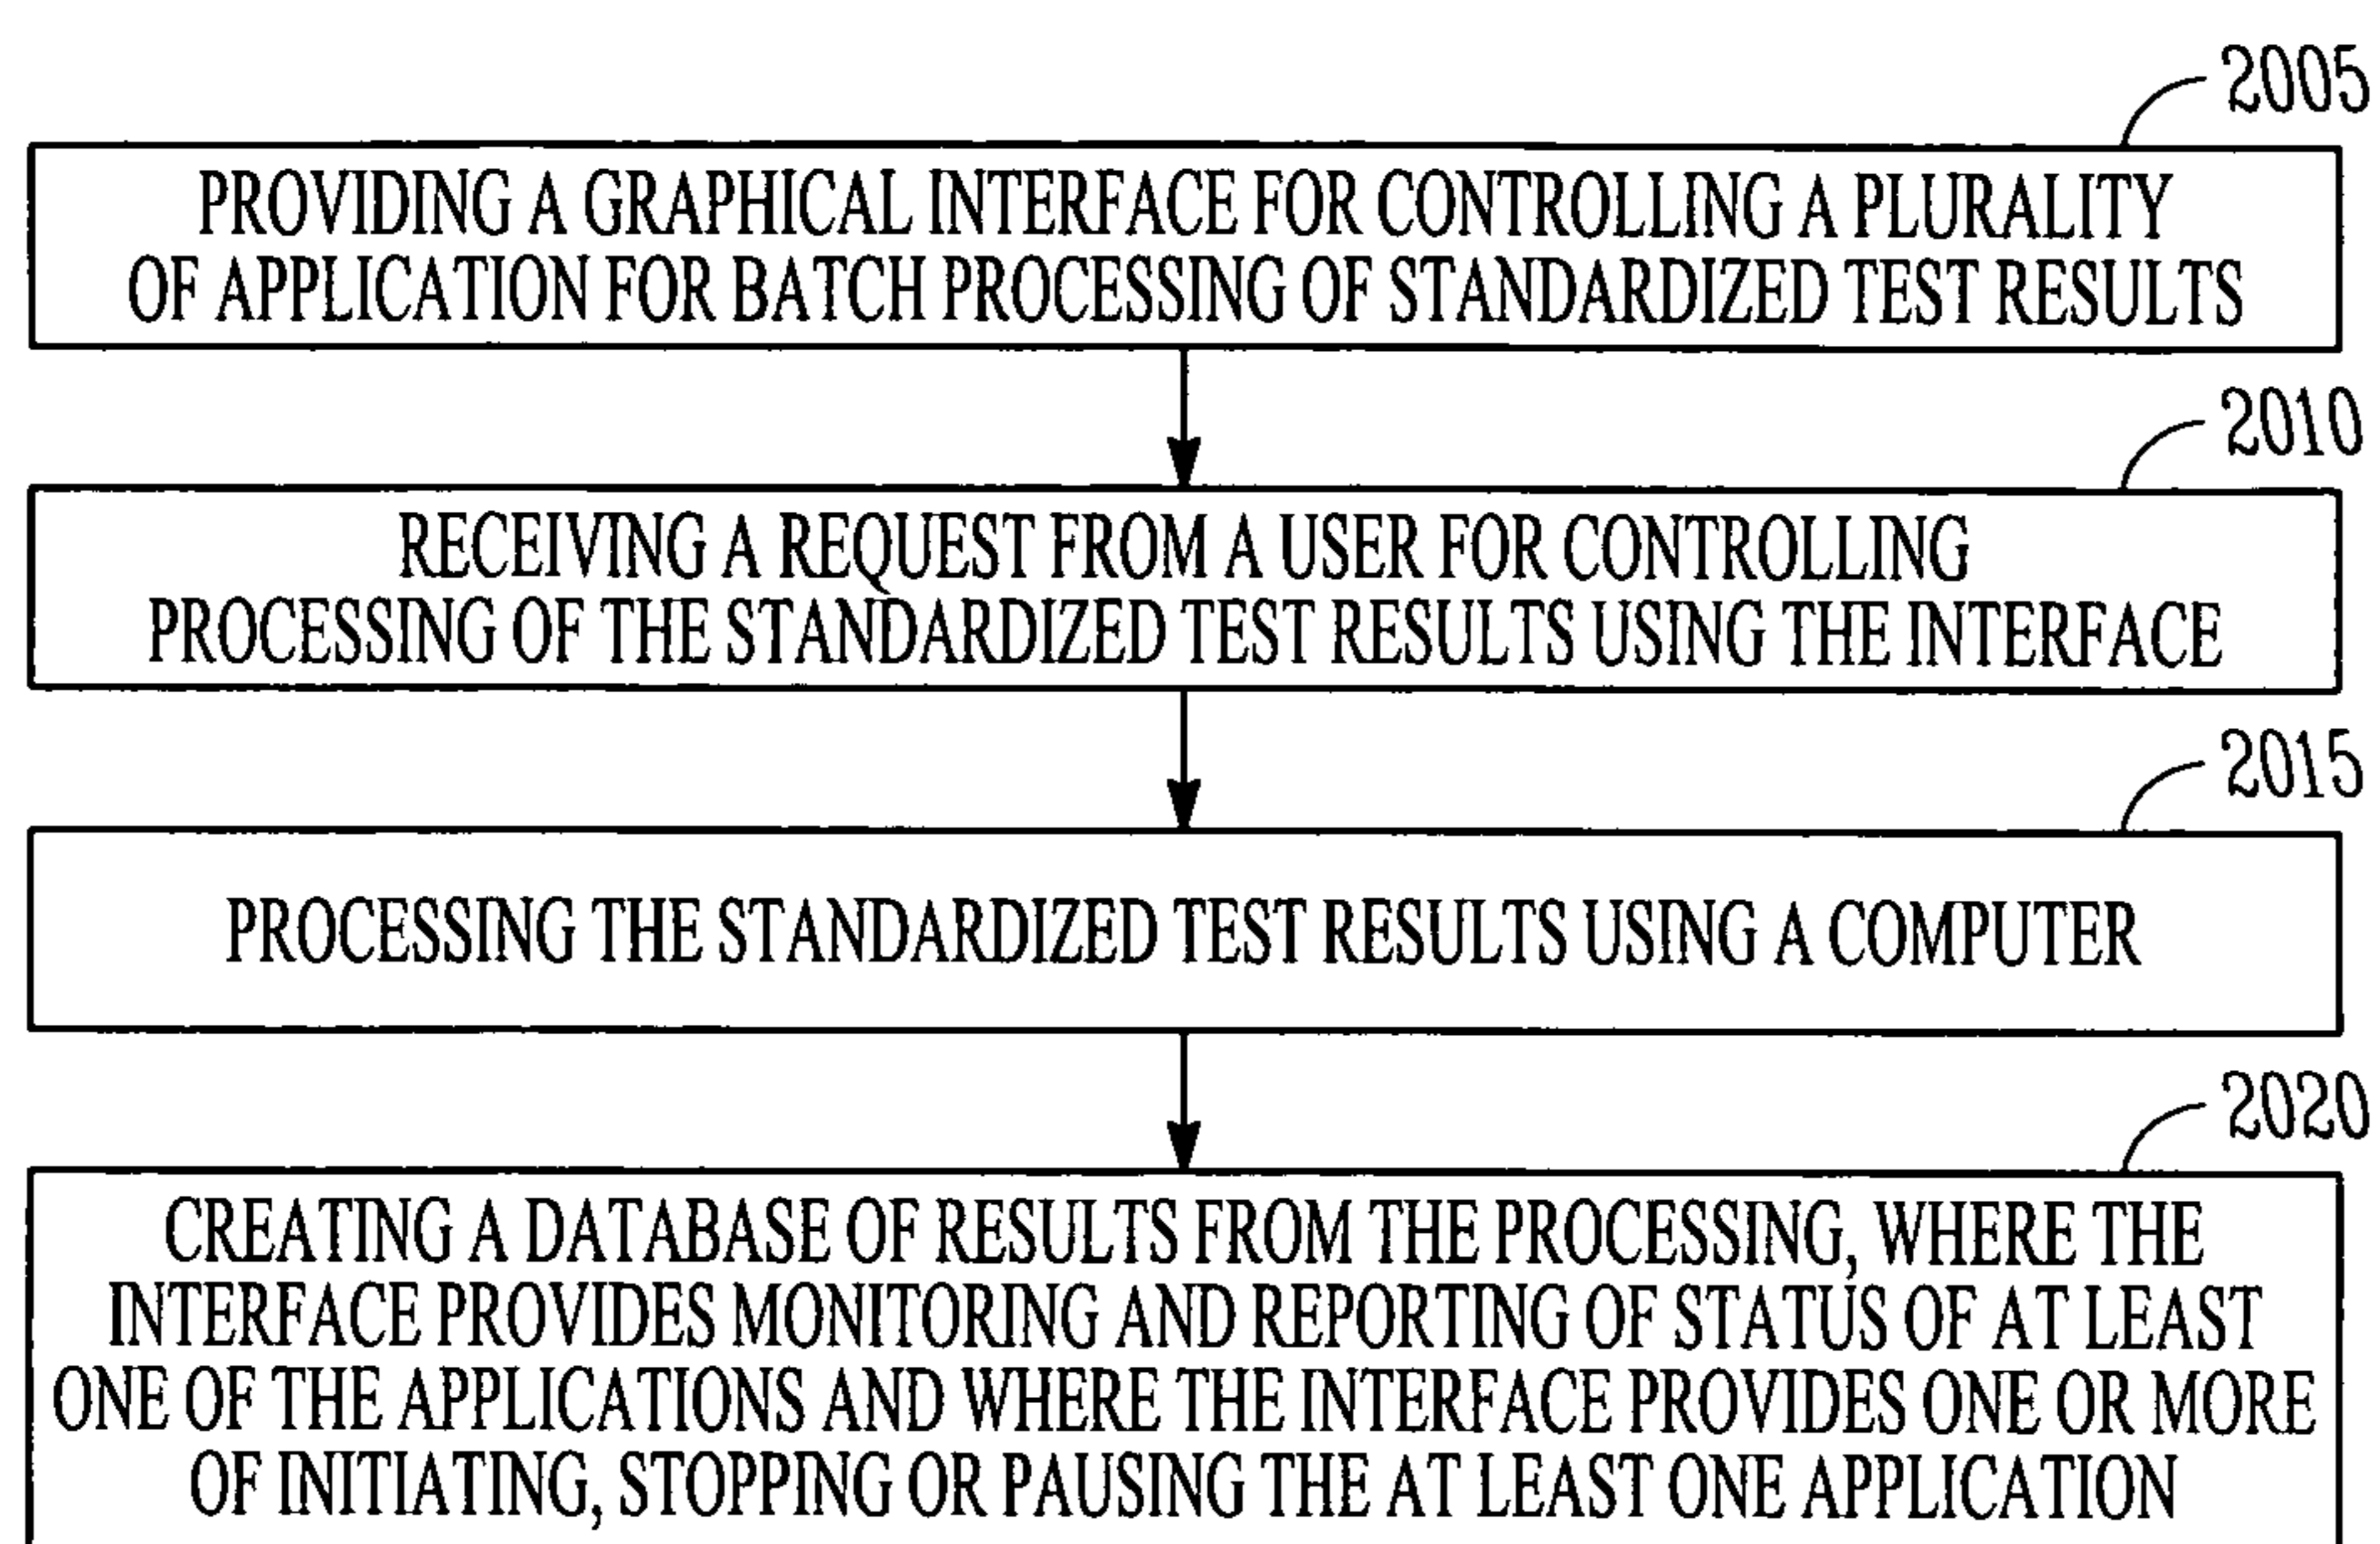 2005
PROVIDING A GRAPHICAL INTERFACE FOR CONTROLLING A PLURALITY
OF APPLICATION FOR BATCH PROCESSING OF STANDARDIZED TEST RESULTS
2010
RECEIVING A REQUEST FROM A USER FOR CONTROLLING
PROCESSING OF THE STANDARDIZED TEST RESULTS USING THE INTERFACE
2015
PROCESSING THE STANDARDIZED TEST RESULTS USING A COMPUTER
2020
CREATING A DATABASE OF RESULTS FROM THE PROCESSING, WHERE THE
INTERFACE PROVIDES MONITORING AND REPORTING OF STATUS OF AT LEAST
ONE OF THE APPLICATIONS AND WHERE THE INTERFACE PROVIDES ONE OR MORE
OF INITIATING, STOPPING OR PAUSING THE AT LEAST ONE APPLICATION